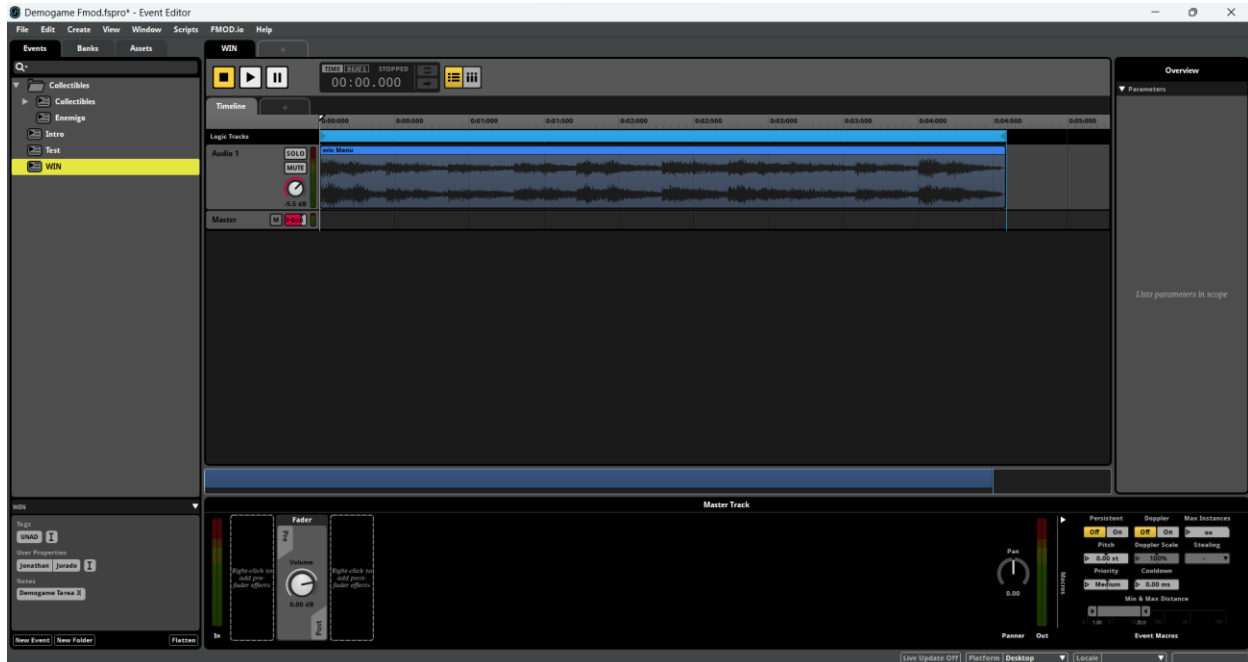 Demogame Fmod.fspro* - Event Editor
File Edit Create View Window Scripts FMOD.io Help
Events Banks Assets
WIN
Collectibles
Collectibles
Enemigo
Intro
Test
WIN
TIME BEATS STOPPED
00:00.000
Timeline
0:00:000 0:00:500 0:01:000 0:01:500 0:02:000 0:02:500 0:03:000 0:03:500 0:04:000 0:04:500 0:05:000
Logic Tracks
Audio 1
SOLO
MUTE
-5.5 dB
win Menu
Master M
Overview
Parameters
Lists parameters in scope
WIN
Tags
UNAD
User Properties
Jonathan Jurado
Notes
Demogame Tarea 3
New Event New Folder Flatten
Master Track
In
Right-click to add pre-fader effects
Fader
Pre
Volume
0.00 dB
Post
Right-click to add post-fader effects
Pan
0.00
Panner Out
Macros
Persistent Doppler Max Instances
Off On Off On oo
Pitch Doppler Scale Stealing
0.00 st 100% -
Priority Cooldown
Medium 0.00 ms
Min & Max Distance
1.00 20.0
Event Macros
Live Update Off Platform Desktop Locale